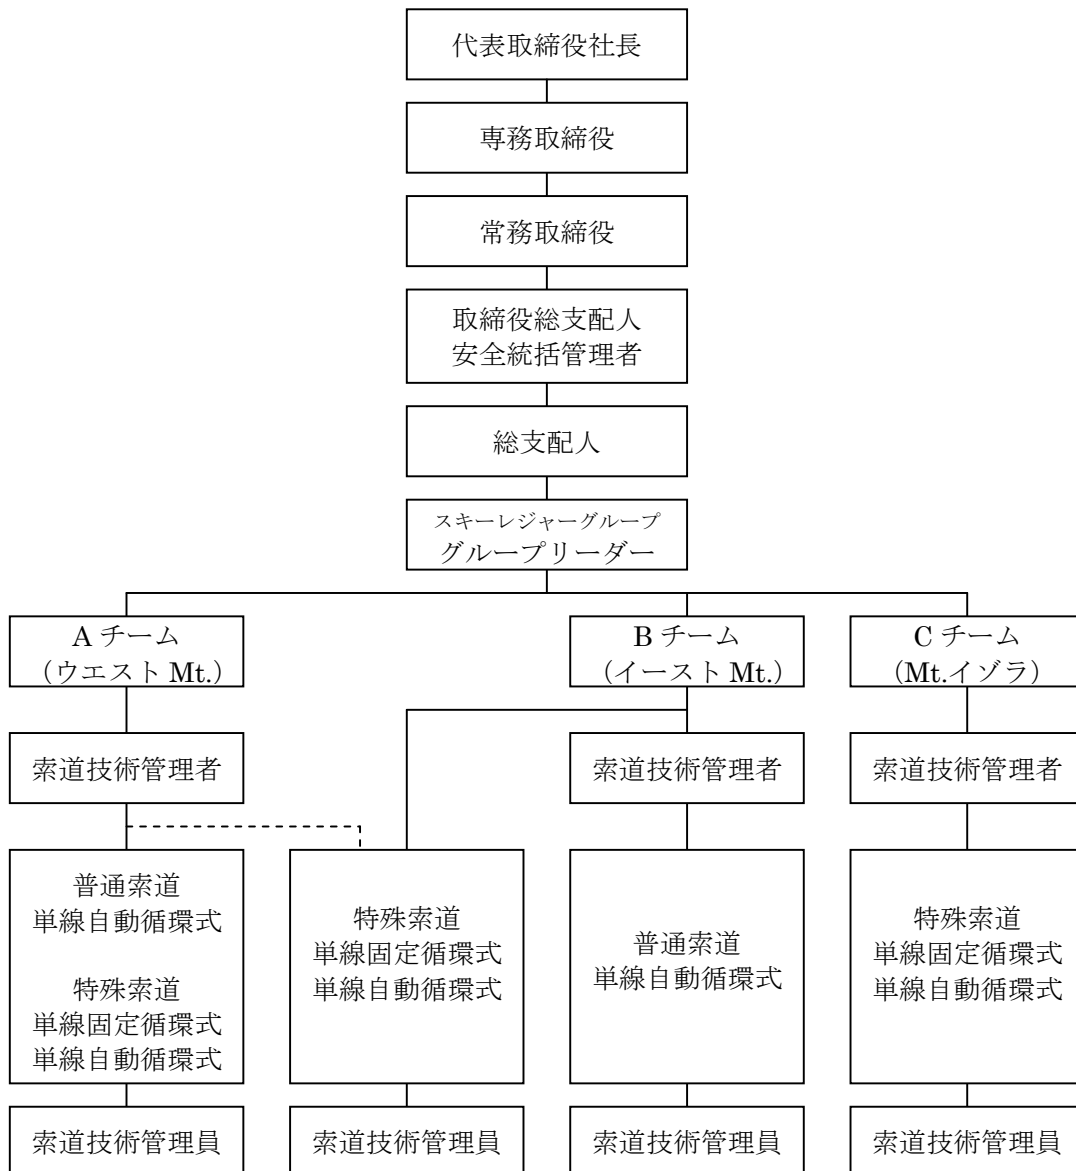 代表取締役社長
専務取締役
常務取締役
取締役総支配人
安全統括管理者
総支配人
スキーレジャーグループ
グループリーダー
A チーム
（ウエスト Mt.）
B チーム
（イースト Mt.）
C チーム
（Mt.イゾラ）
索道技術管理者
索道技術管理者
索道技術管理者
普通索道
単線自動循環式
特殊索道
単線固定循環式
単線自動循環式
特殊索道
単線固定循環式
単線自動循環式
普通索道
単線自動循環式
特殊索道
単線固定循環式
単線自動循環式
索道技術管理員
索道技術管理員
索道技術管理員
索道技術管理員